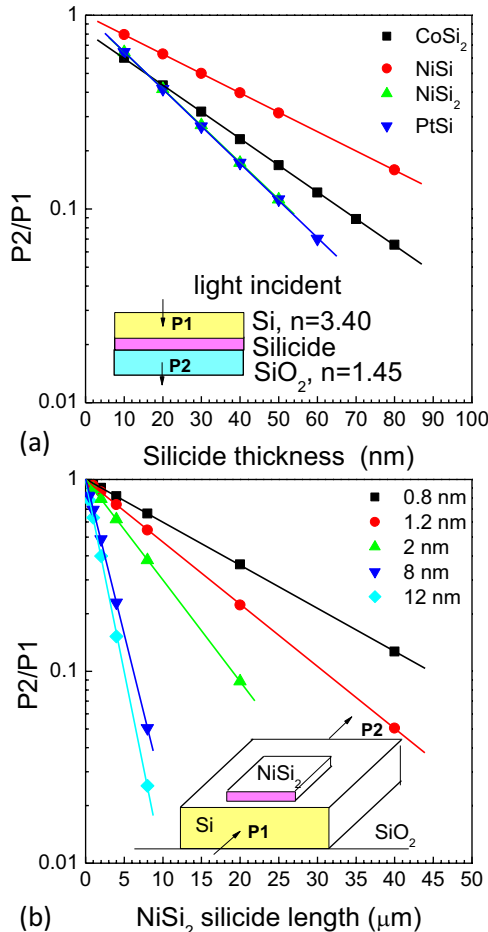 1
0.1
0.01
P2/P1
CoSi₂
NiSi
NiSi₂
PtSi
light incident
P1
Si, n=3.40
Silicide
P2
SiO₂, n=1.45
0 10 20 30 40 50 60 70 80 90 100
(a) Silicide thickness (nm)
1
0.1
0.01
P2/P1
0.8 nm
1.2 nm
2 nm
8 nm
12 nm
P2
NiSi₂
Si
P1
SiO₂
0 5 10 15 20 25 30 35 40 45 50
(b) NiSi₂ silicide length (μm)